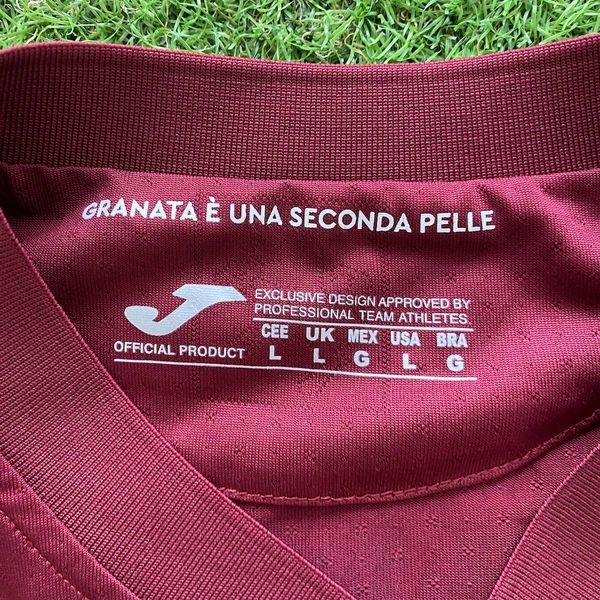 GRANATA È UNA SECONDA PELLE
EXCLUSIVE DESIGN APPROVED BY
PROFESSIONAL TEAM ATHLETES.
OFFICIAL PRODUCT
CEE UK MEX USA BRA
L L G L G